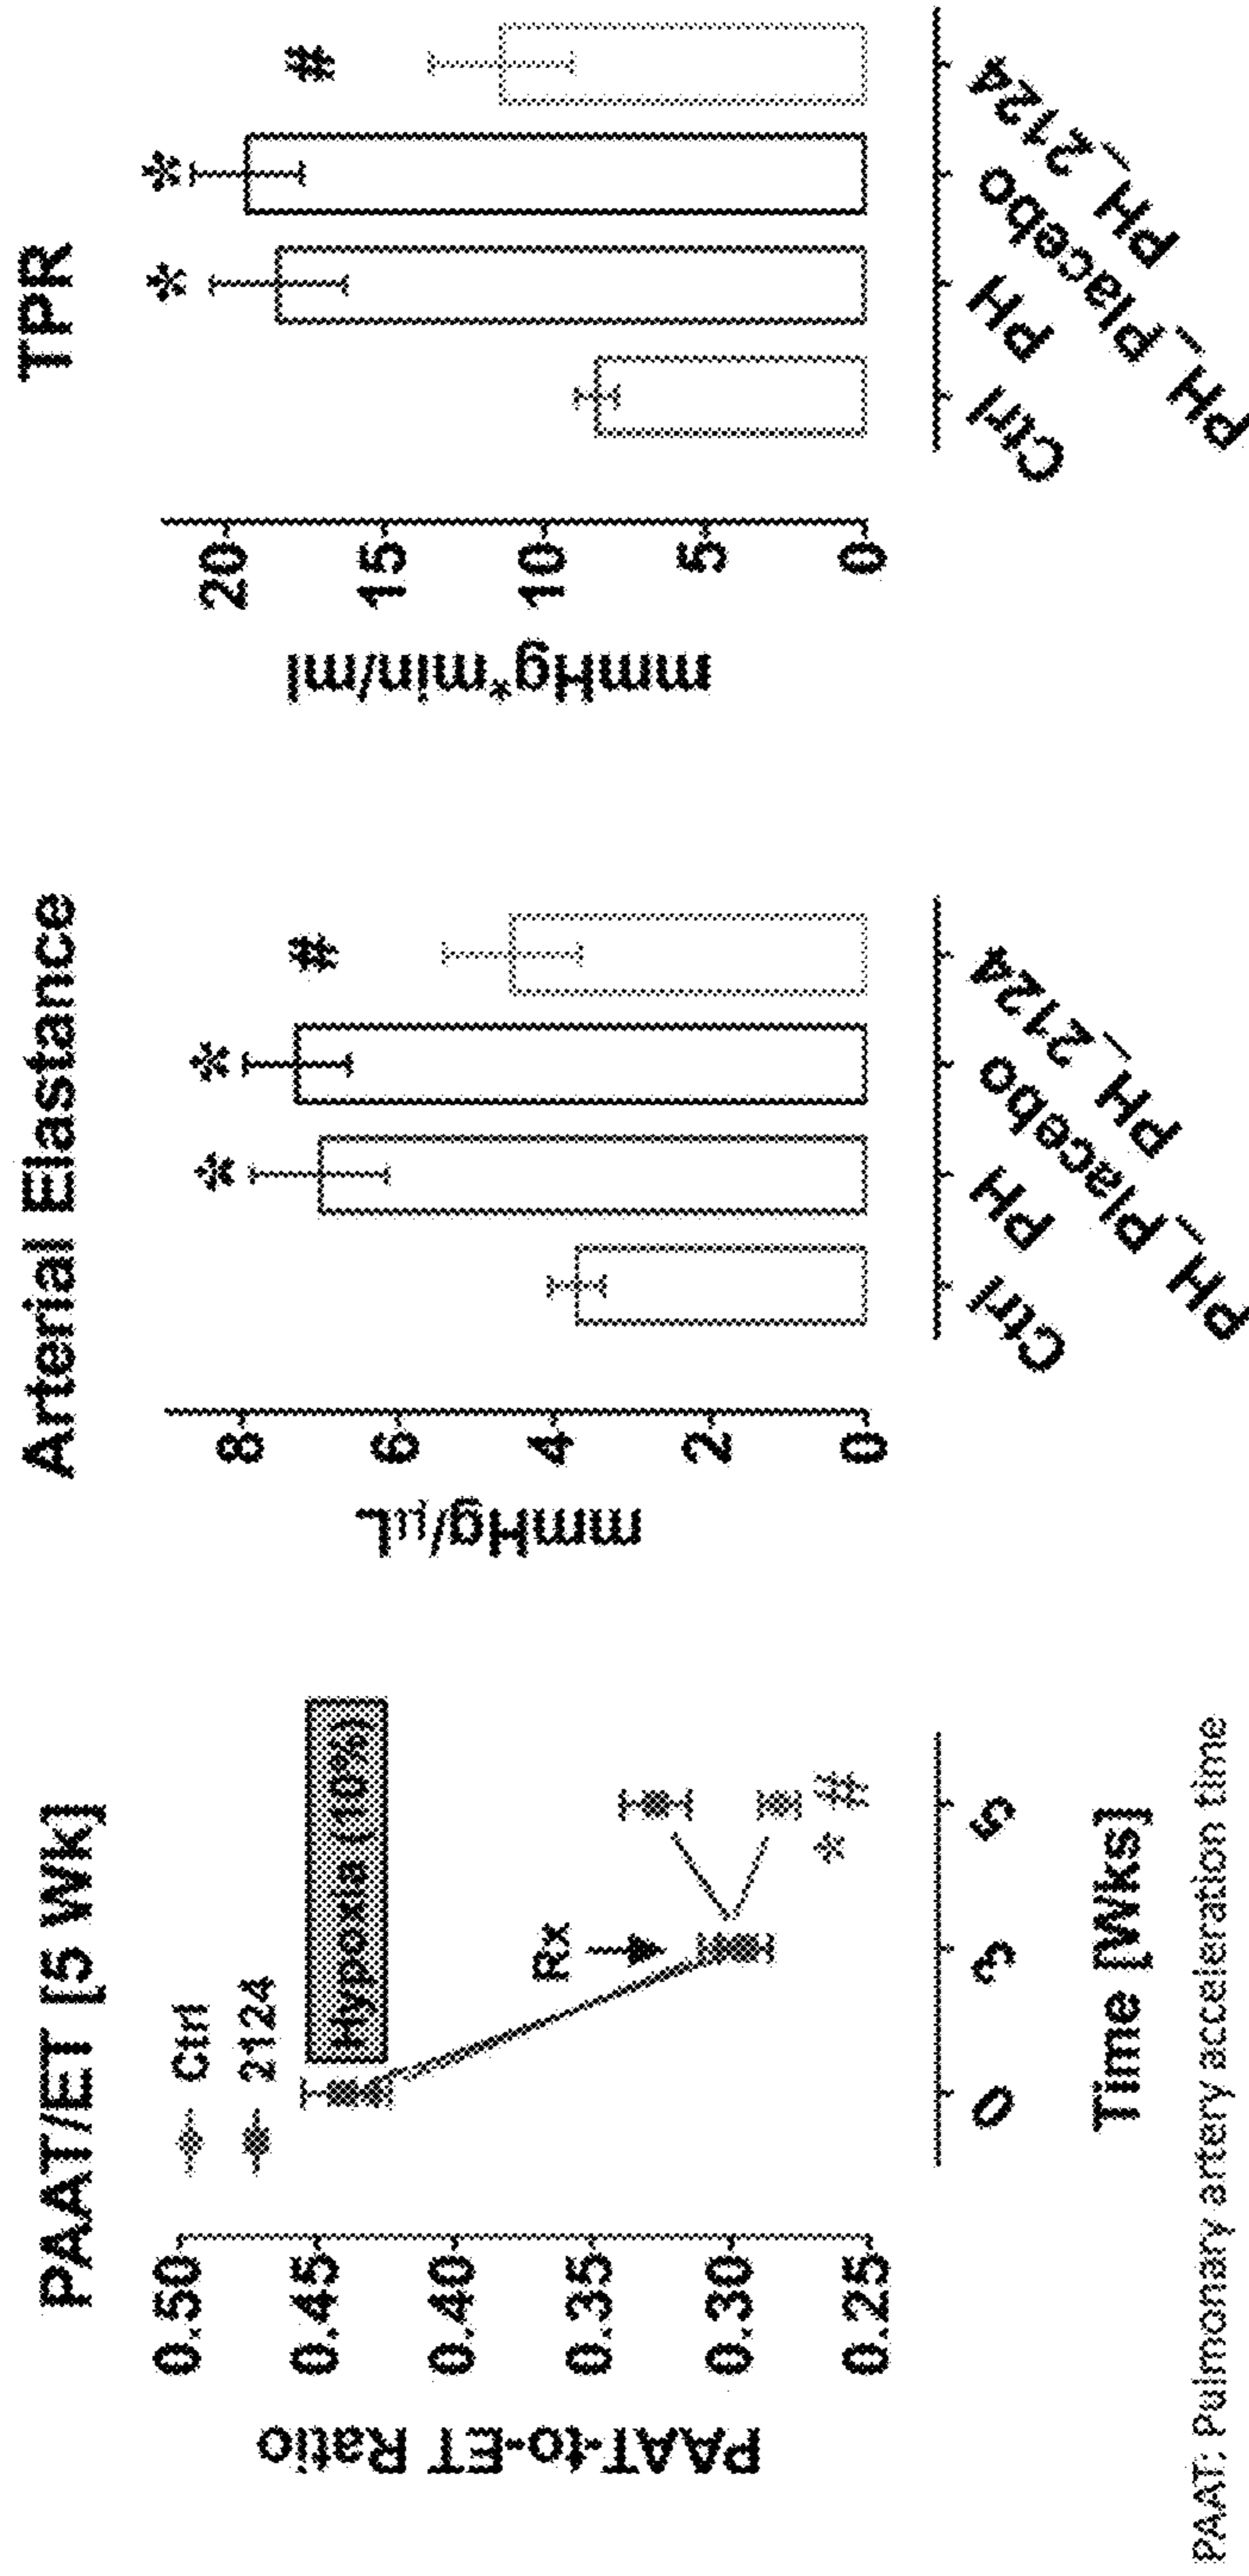 PAAT/ET [5 WK]
Ctrl
2124
Hypoxia (10%)
Rx
* #
PAAT-to-ET Ratio
0.50
0.45
0.40
0.35
0.30
0.25
0 3 5
Time [Wks]
PAAT: Pulmonary artery acceleration time
Arterial Elastance
mmHg/µL
8
6
4
2
0
* * #
Ctrl
PH
PH_Placebo
PH_2124
TPR
mmHg*min/ml
20
15
10
5
0
* * #
Ctrl
PH
PH_Placebo
PH_2124